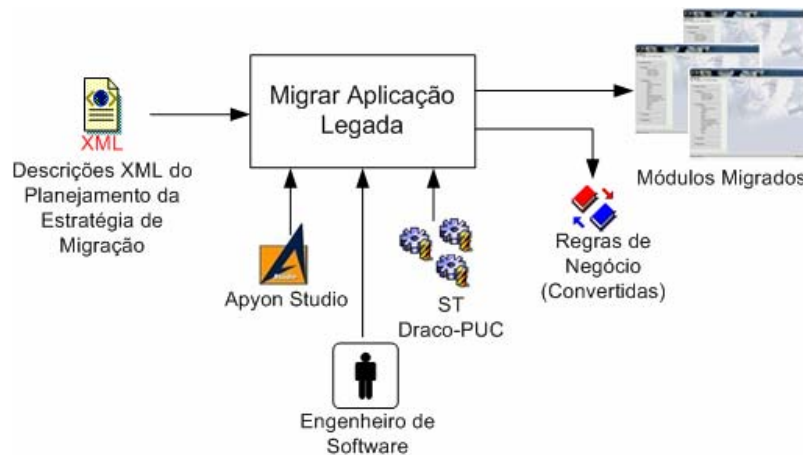 Migrar Aplicação
Legada
XML
Descrições XML do
Planejamento da
Estratégia de
Migração
Módulos Migrados
Regras de
Negócio
(Convertidas)
Apyon Studio
ST
Draco-PUC
Engenheiro de
Software